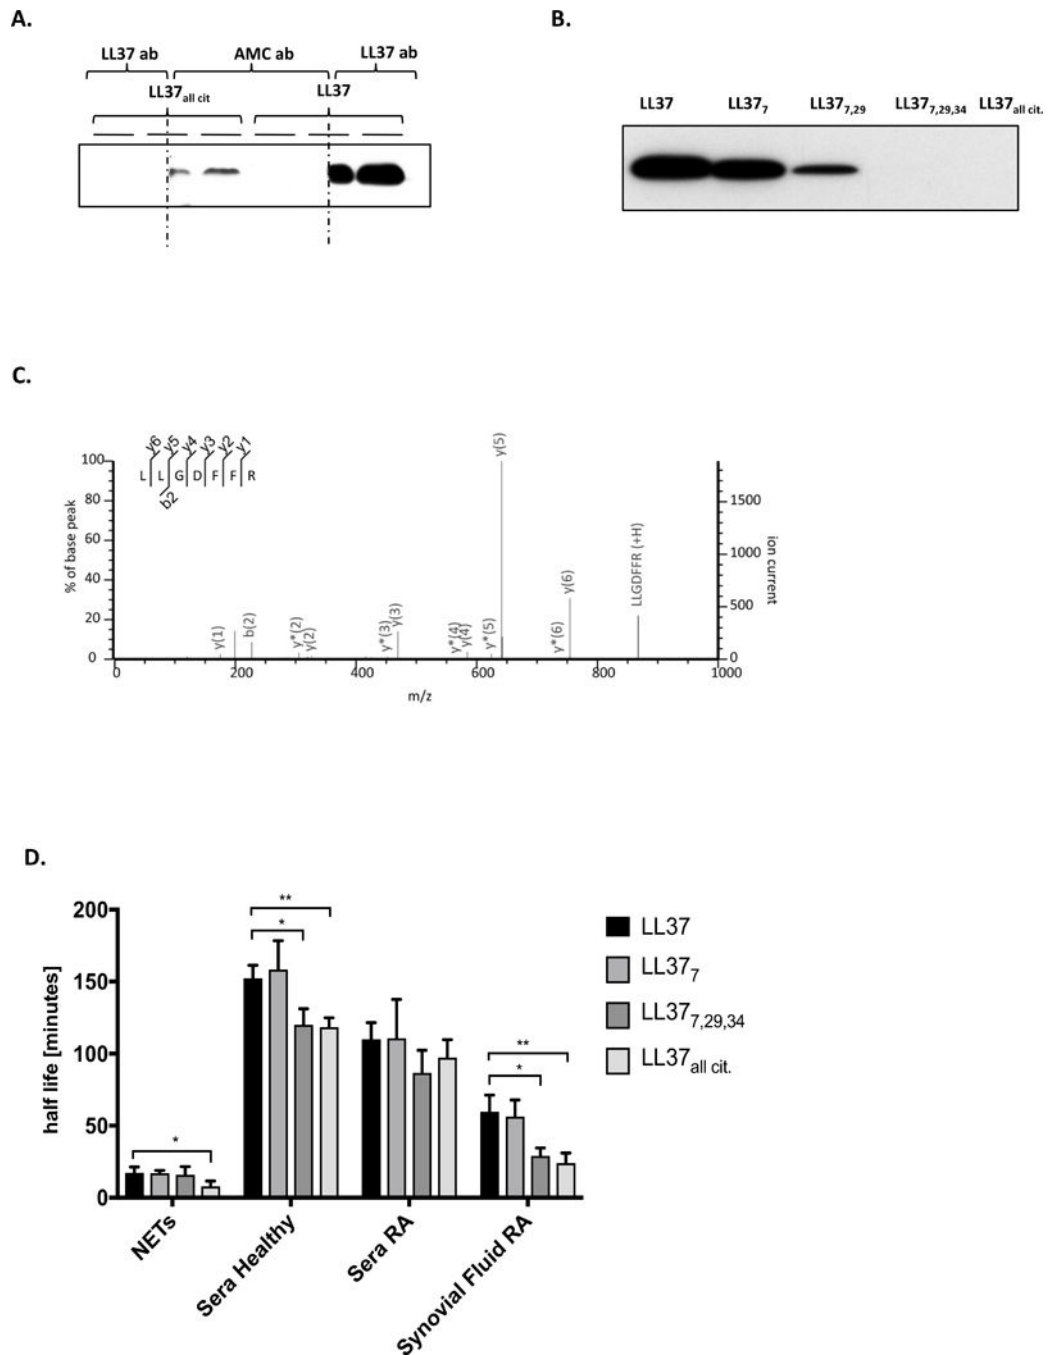 A.
LL37 ab AMC ab LL37 ab
LL37all cit LL37
B.
LL37 LL377 LL377,29 LL377,29,34 LL37all cit.
C.
y6 y5 y4 y3 y2 y1
L L G D F F R
b2
% of base peak
100
80
60
40
20
0
y(1)
b(2)
y*(2)
y(2)
y*(3)
y(3)
y*(4)
y(4)
y*(5)
y(5)
y*(6)
y(6)
LLGDFFR (+H)
1500
1000
500
0
ion current
0 200 400 600 800 1000
m/z
D.
half life [minutes]
200
150
100
50
0
*
**
*
**
*
NETs
Sera Healthy
Sera RA
Synovial Fluid RA
LL37
LL377
LL377,29,34
LL37all cit.